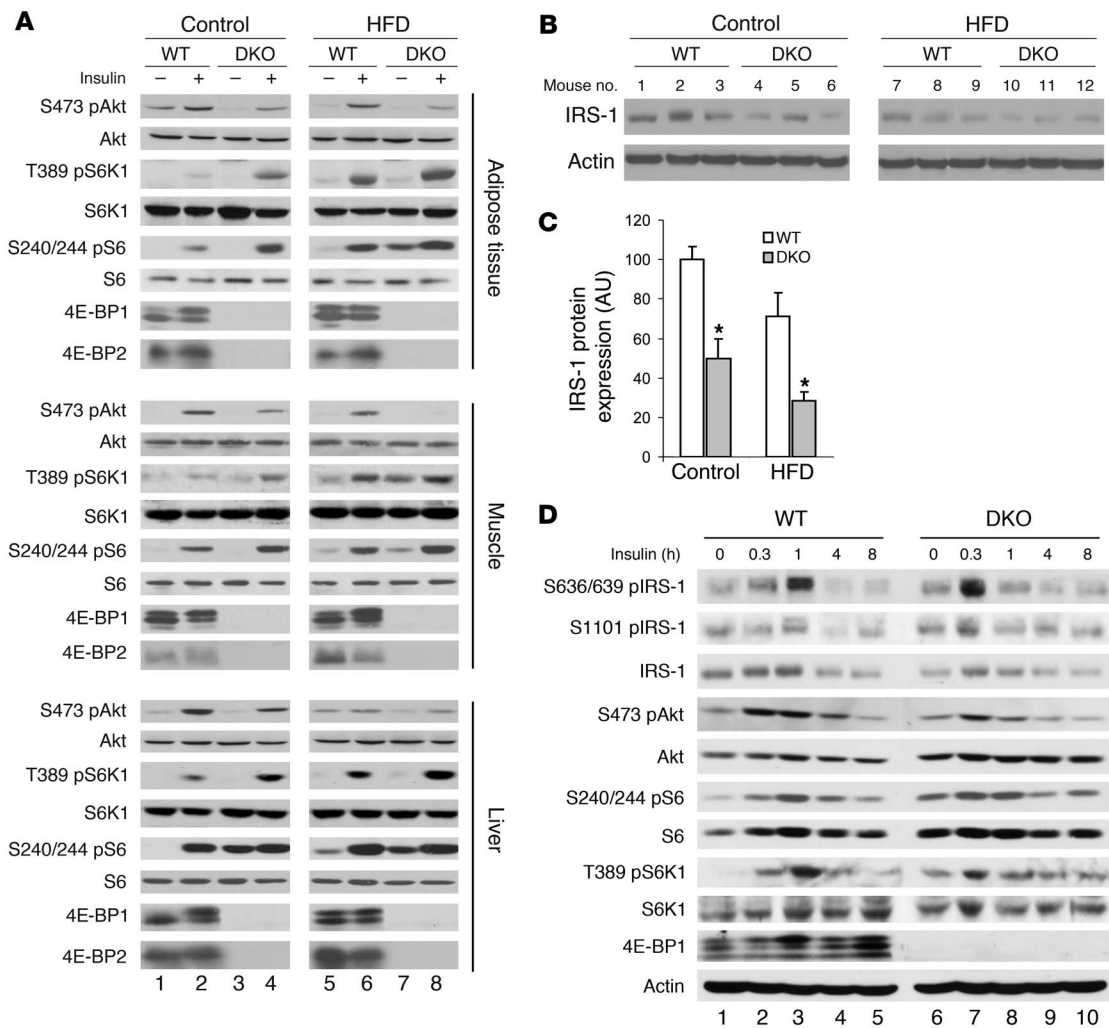 A
Control HFD
WT DKO WT DKO
Insulin – + – + – + – +
S473 pAkt
Akt
T389 pS6K1
S6K1
S240/244 pS6
S6
4E-BP1
4E-BP2
Adipose tissue
S473 pAkt
Akt
T389 pS6K1
S6K1
S240/244 pS6
S6
4E-BP1
4E-BP2
Muscle
S473 pAkt
Akt
T389 pS6K1
S6K1
S240/244 pS6
S6
4E-BP1
4E-BP2
Liver
1 2 3 4 5 6 7 8
B
Control HFD
WT DKO WT DKO
Mouse no. 1 2 3 4 5 6 7 8 9 10 11 12
IRS-1
Actin
C
IRS-1 protein
expression (AU)
120
100
80
60
40
20
0
WT
DKO
*
*
Control HFD
D
WT DKO
Insulin (h) 0 0.3 1 4 8 0 0.3 1 4 8
S636/639 pIRS-1
S1101 pIRS-1
IRS-1
S473 pAkt
Akt
S240/244 pS6
S6
T389 pS6K1
S6K1
4E-BP1
Actin
1 2 3 4 5 6 7 8 9 10